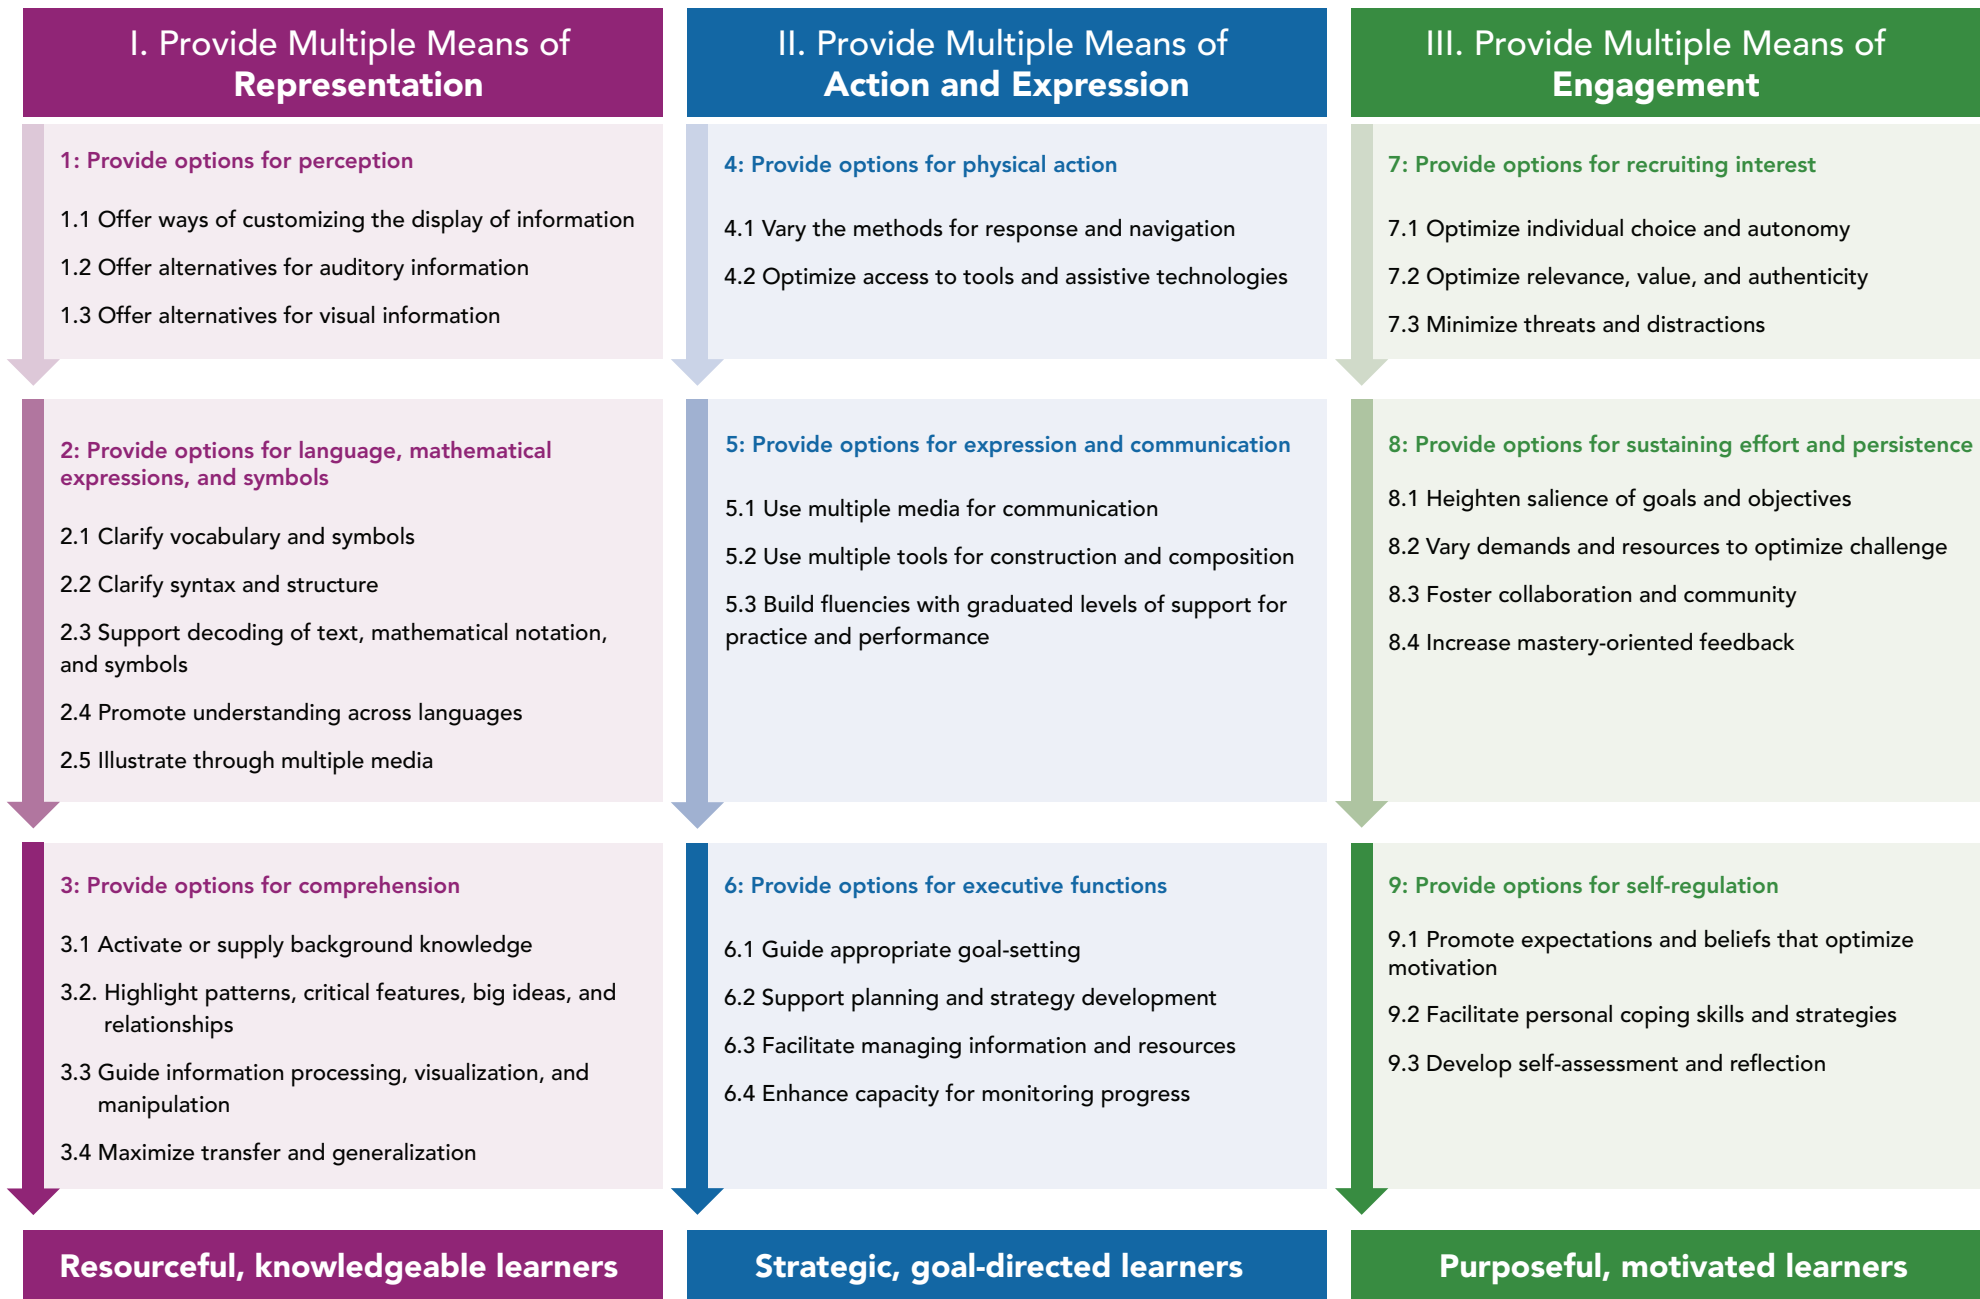 I. Provide Multiple Means of
Representation
1: Provide options for perception
1.1 Offer ways of customizing the display of information
1.2 Offer alternatives for auditory information
1.3 Offer alternatives for visual information
2: Provide options for language, mathematical
expressions, and symbols
2.1 Clarify vocabulary and symbols
2.2 Clarify syntax and structure
2.3 Support decoding of text, mathematical notation,
and symbols
2.4 Promote understanding across languages
2.5 Illustrate through multiple media
3: Provide options for comprehension
3.1 Activate or supply background knowledge
3.2. Highlight patterns, critical features, big ideas, and
relationships
3.3 Guide information processing, visualization, and
manipulation
3.4 Maximize transfer and generalization
Resourceful, knowledgeable learners
II. Provide Multiple Means of
Action and Expression
4: Provide options for physical action
4.1 Vary the methods for response and navigation
4.2 Optimize access to tools and assistive technologies
5: Provide options for expression and communication
5.1 Use multiple media for communication
5.2 Use multiple tools for construction and composition
5.3 Build fluencies with graduated levels of support for
practice and performance
6: Provide options for executive functions
6.1 Guide appropriate goal-setting
6.2 Support planning and strategy development
6.3 Facilitate managing information and resources
6.4 Enhance capacity for monitoring progress
Strategic, goal-directed learners
III. Provide Multiple Means of
Engagement
7: Provide options for recruiting interest
7.1 Optimize individual choice and autonomy
7.2 Optimize relevance, value, and authenticity
7.3 Minimize threats and distractions
8: Provide options for sustaining effort and persistence
8.1 Heighten salience of goals and objectives
8.2 Vary demands and resources to optimize challenge
8.3 Foster collaboration and community
8.4 Increase mastery-oriented feedback
9: Provide options for self-regulation
9.1 Promote expectations and beliefs that optimize
motivation
9.2 Facilitate personal coping skills and strategies
9.3 Develop self-assessment and reflection
Purposeful, motivated learners